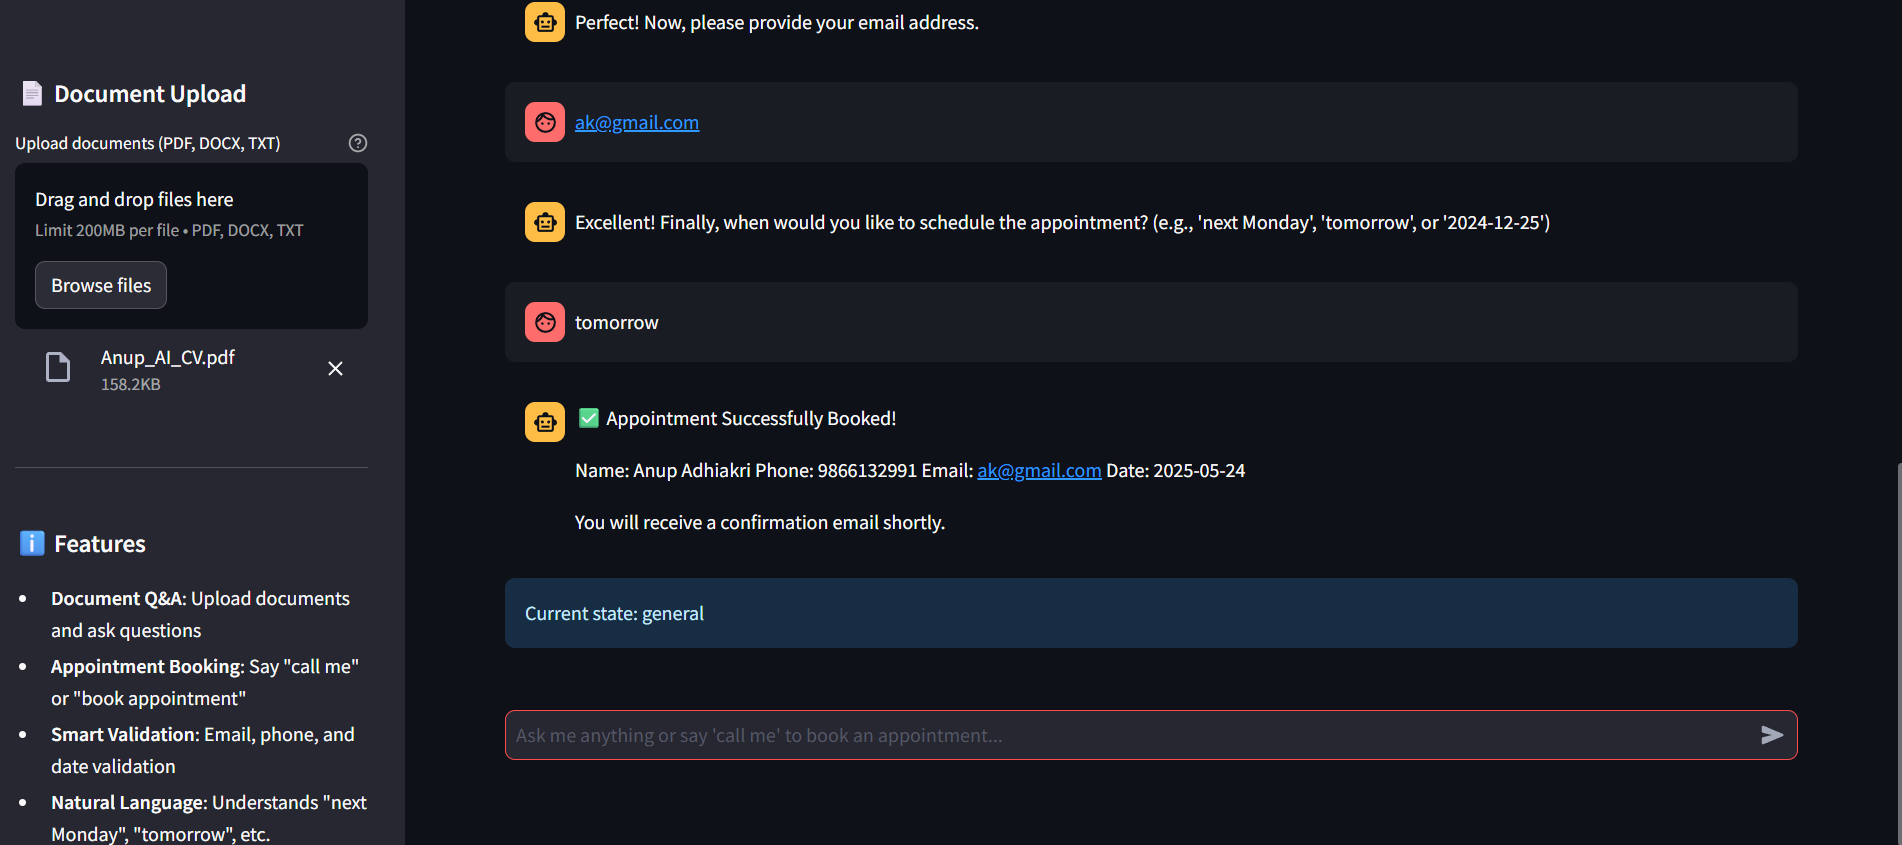 Document Upload
Upload documents (PDF, DOCX, TXT)
Drag and drop files here
Limit 200MB per file • PDF, DOCX, TXT
Browse files
Anup_AI_CV.pdf
158.2KB
Features
Document Q&A: Upload documents
and ask questions
Appointment Booking: Say "call me"
or "book appointment"
Smart Validation: Email, phone, and
date validation
Natural Language: Understands "next
Monday", "tomorrow", etc.
Perfect! Now, please provide your email address.
ak@gmail.com
Excellent! Finally, when would you like to schedule the appointment? (e.g., 'next Monday', 'tomorrow', or '2024-12-25')
tomorrow
✅ Appointment Successfully Booked!
Name: Anup Adhiakri Phone: 9866132991 Email: ak@gmail.com Date: 2025-05-24
You will receive a confirmation email shortly.
Current state: general
Ask me anything or say 'call me' to book an appointment...